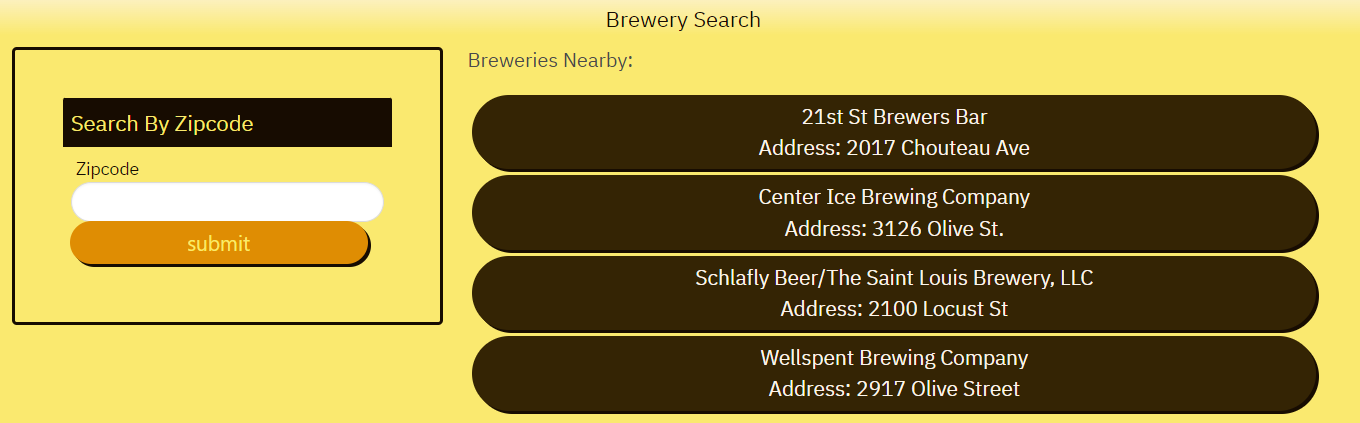 Brewery Search
Search By Zipcode
Zipcode
submit
Breweries Nearby:
21st St Brewers Bar
Address: 2017 Chouteau Ave
Center Ice Brewing Company
Address: 3126 Olive St.
Schlafly Beer/The Saint Louis Brewery, LLC
Address: 2100 Locust St
Wellspent Brewing Company
Address: 2917 Olive Street